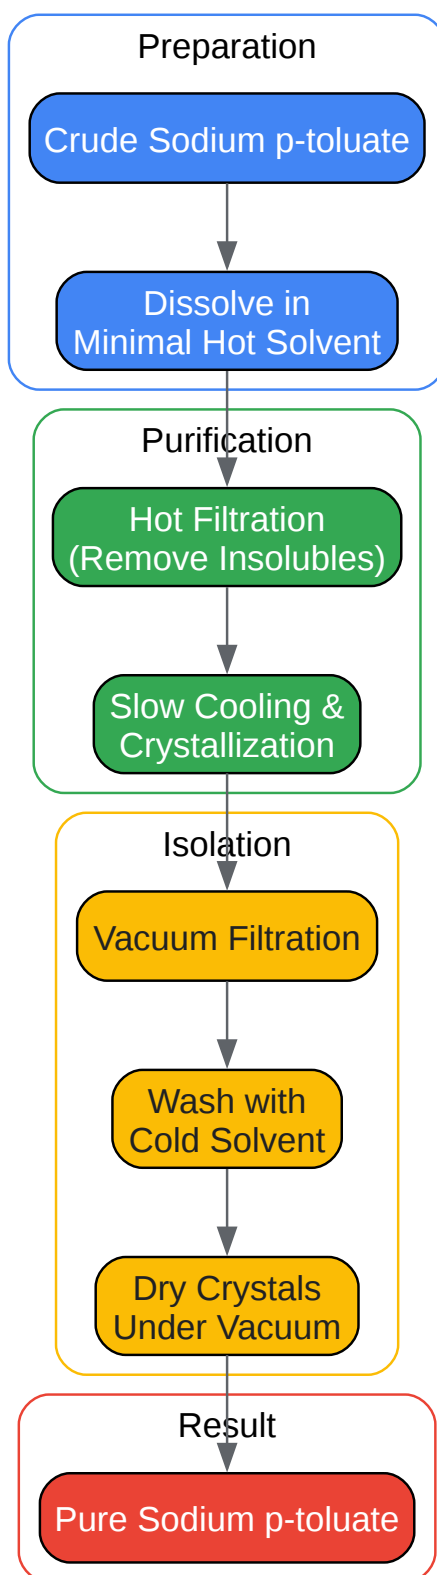 Preparation
Crude Sodium p-toluate
Dissolve in
Minimal Hot Solvent
Purification
Hot Filtration
(Remove Insolubles)
Slow Cooling &
Crystallization
Isolation
Vacuum Filtration
Wash with
Cold Solvent
Dry Crystals
Under Vacuum
Result
Pure Sodium p-toluate